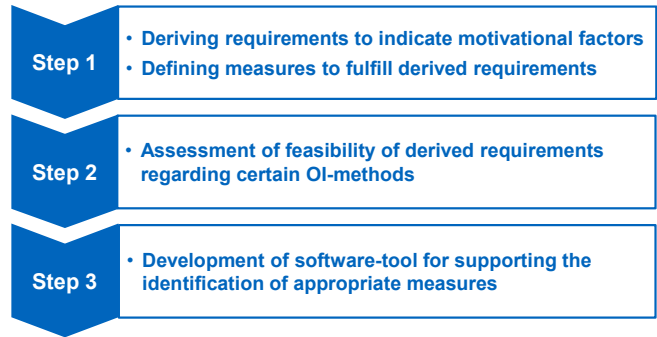 Step 1
• Deriving requirements to indicate motivational factors
• Defining measures to fulfill derived requirements
Step 2
• Assessment of feasibility of derived requirements
regarding certain OI-methods
Step 3
• Development of software-tool for supporting the
identification of appropriate measures